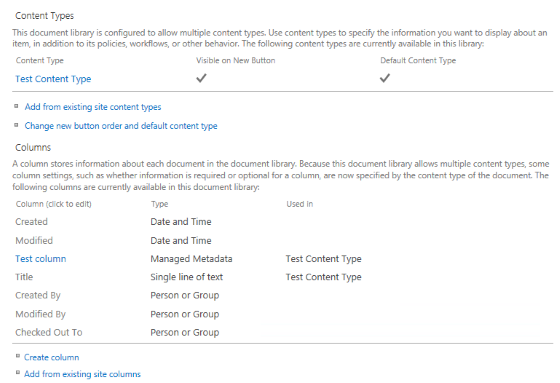 Content Types
This document library is configured to allow multiple content types. Use content types to specify the information you want to display about an
item, in addition to its policies, workflows, or other behavior. The following content types are currently available in this library:
Content Type Visible on New Button Default Content Type
Test Content Type
Add from existing site content types
Change new button order and default content type
Columns
A column stores information about each document in the document library. Because this document library allows multiple content types, some
column settings, such as whether information is required or optional for a column, are now specified by the content type of the document. The
following columns are currently available in this document library:
Column (click to edit) Type Used in
Created Date and Time
Modified Date and Time
Test column Managed Metadata Test Content Type
Title Single line of text Test Content Type
Created By Person or Group
Modified By Person or Group
Checked Out To Person or Group
Create column
Add from existing site columns